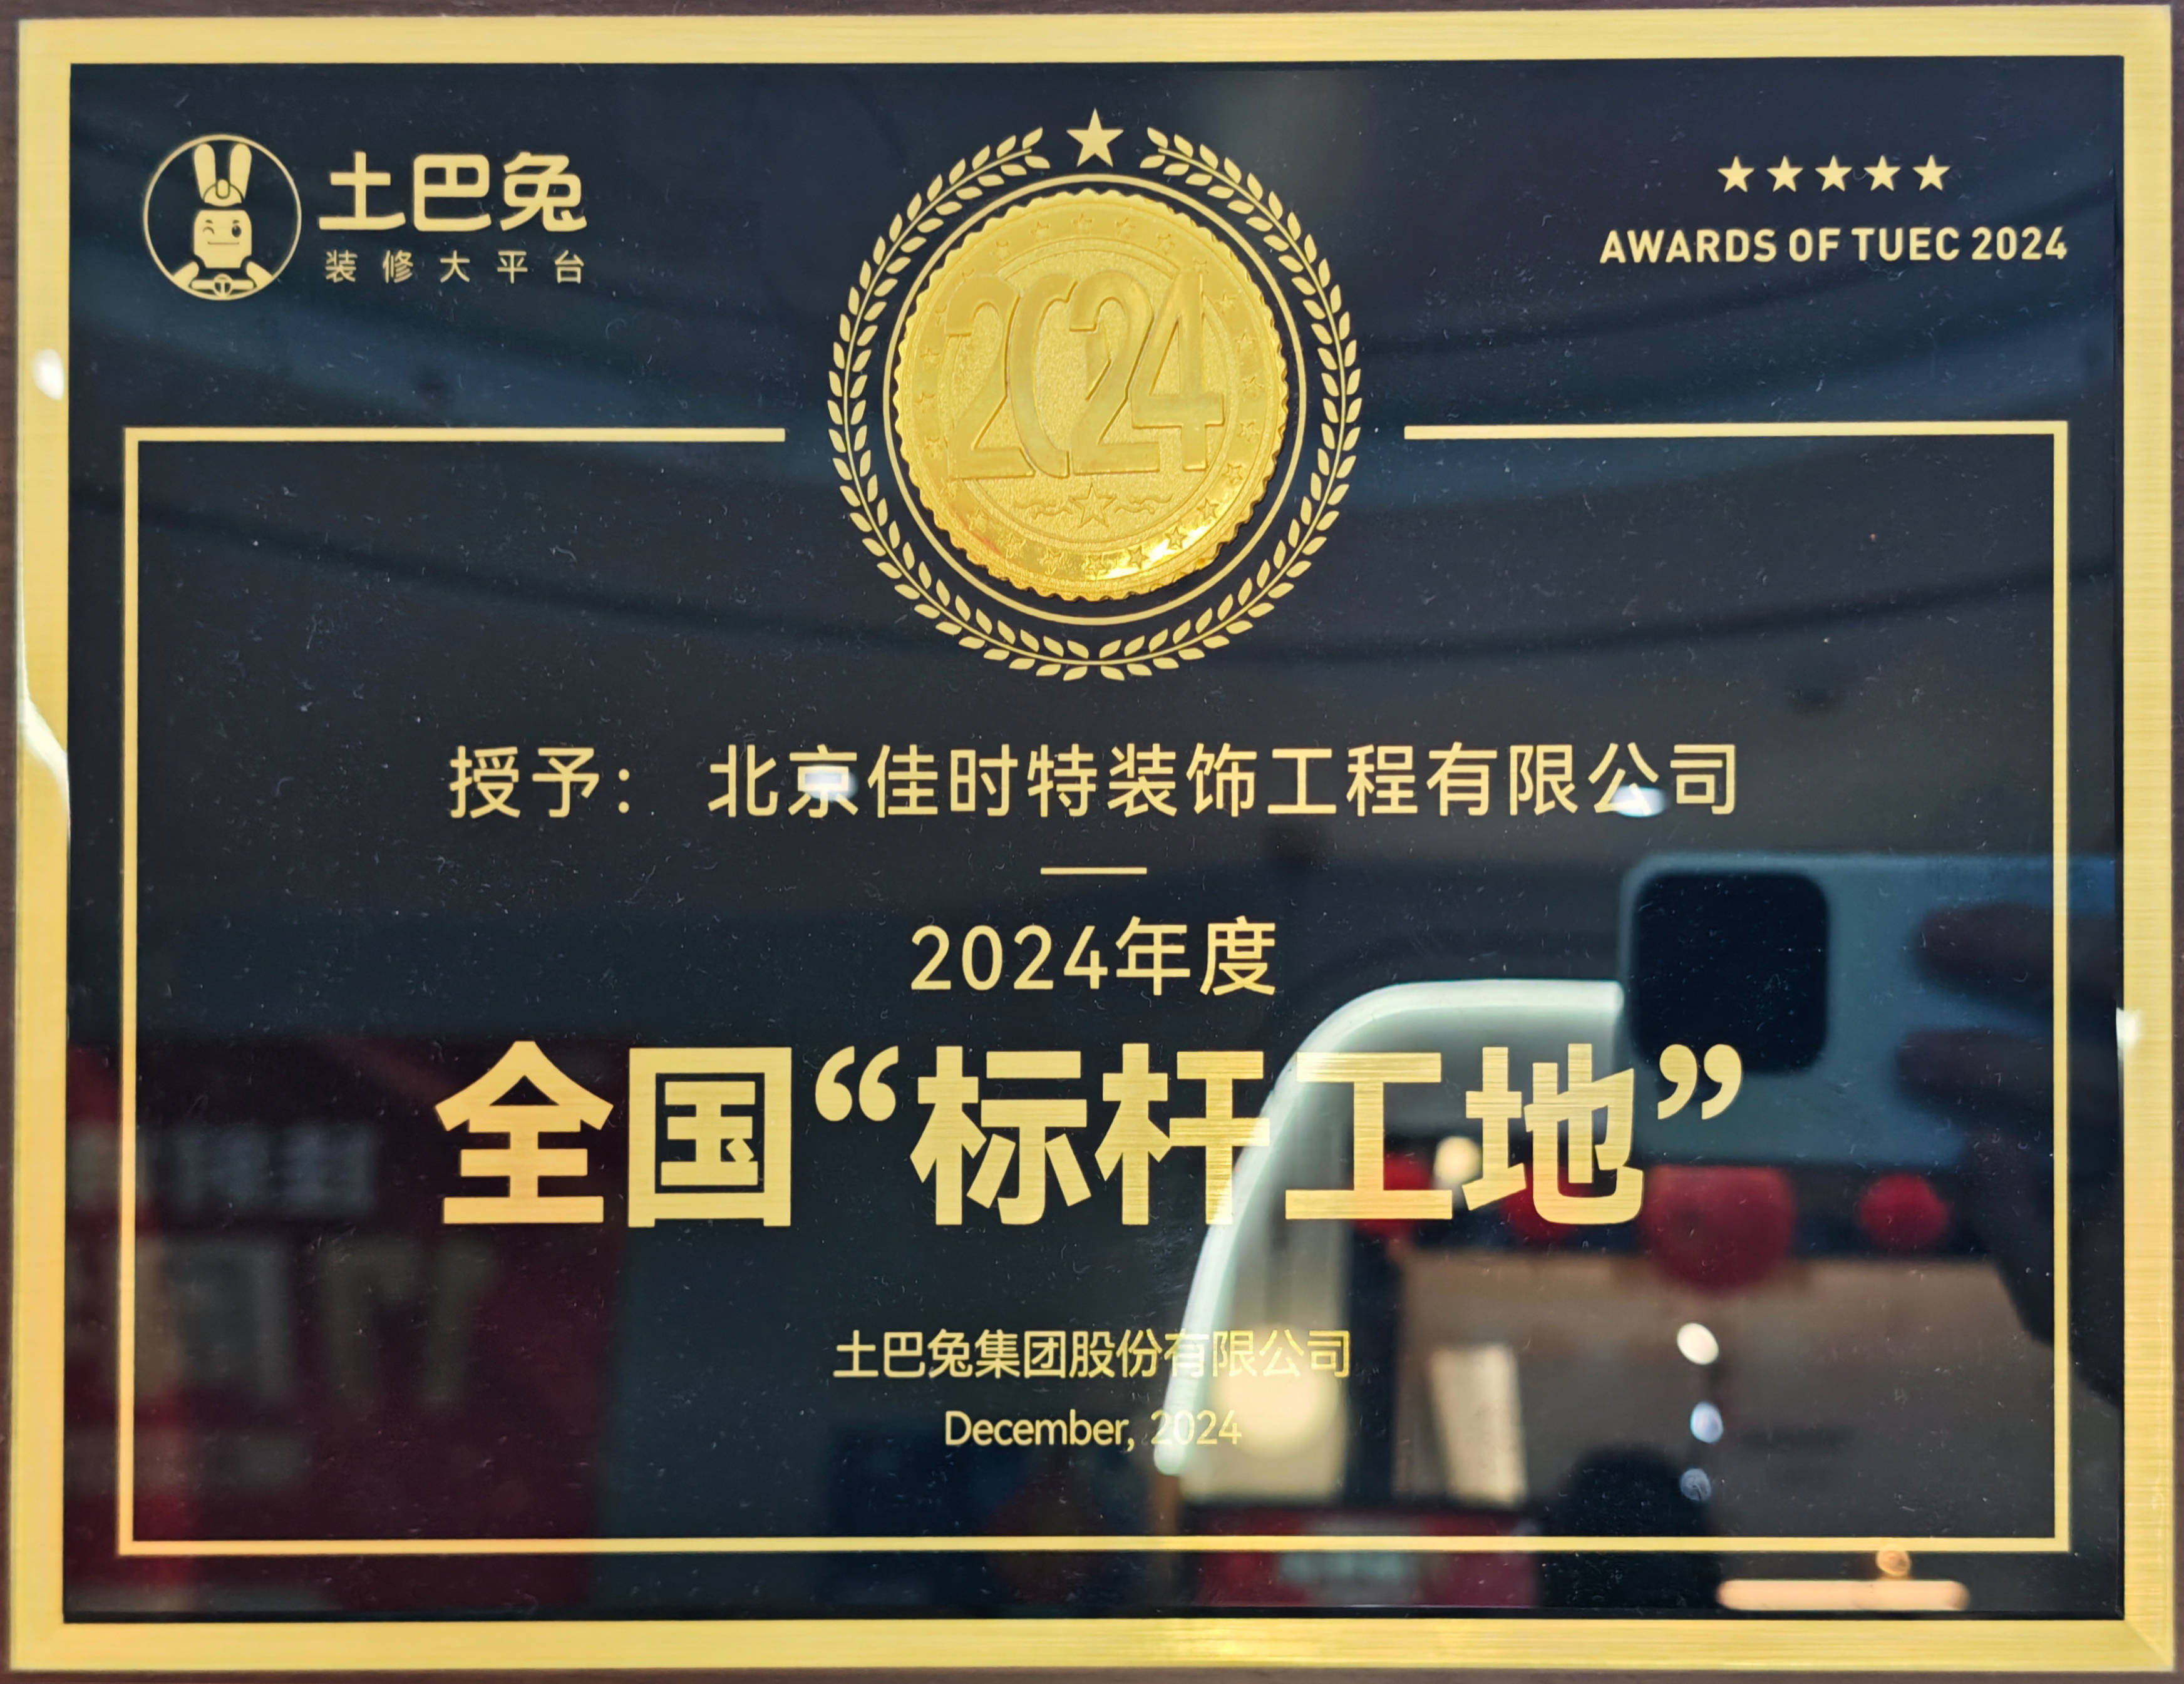 土巴兔
装修大平台
AWARDS OF TUEC 2024
2024
授予： 北京佳时特装饰工程有限公司
2024年度
全国“标杆工地”
土巴兔集团股份有限公司
December, 2024